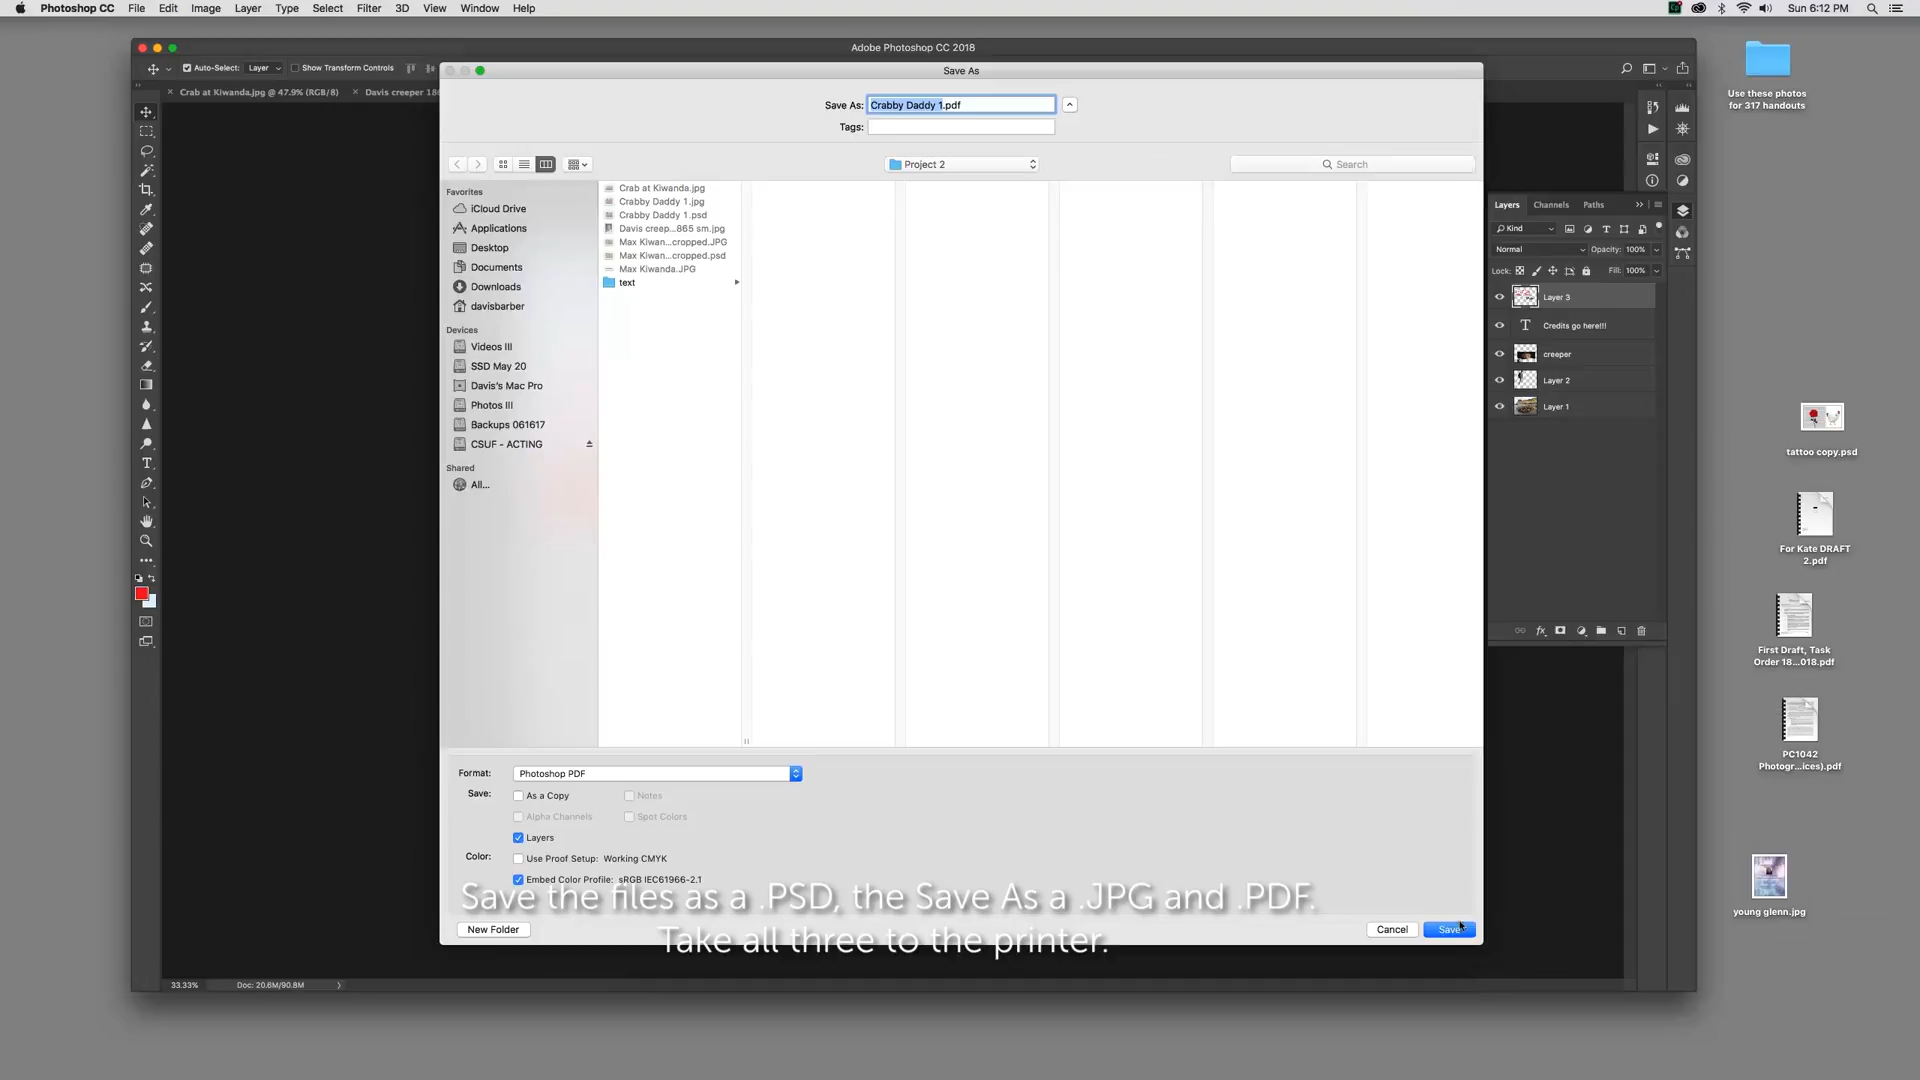 Photoshop CC File Edit Image Layer Type Select Filter 3D View Window Help
Sun 6:12 PM
Adobe Photoshop CC 2018
Auto-Select: Layer Show Transform Controls
Crab at Kiwanda.jpg @ 47.9% (RGB/8)
Davis creeper 186
Save As
Save As: Crabby Daddy 1.pdf
Tags:
Project 2
Search
Favorites
iCloud Drive
Applications
Desktop
Documents
Downloads
davisbarber
Devices
Videos III
SSD May 20
Davis's Mac Pro
Photos III
Backups 061617
CSUF - ACTING
Shared
All...
Crab at Kiwanda.jpg
Crabby Daddy 1.jpg
Crabby Daddy 1.psd
Davis creep...865 sm.jpg
Max Kiwan...cropped.JPG
Max Kiwan...cropped.psd
Max Kiwanda.JPG
text
Format: Photoshop PDF
Save: As a Copy Notes
Alpha Channels Spot Colors
Layers
Color: Use Proof Setup: Working CMYK
Embed Color Profile: sRGB IEC61966-2.1
Save the files as a .PSD, the Save As a .JPG and .PDF.
Take all three to the printer.
New Folder
Cancel
Save
33.33% Doc: 20.6M/90.8M
Layers Channels Paths
Kind
Normal Opacity: 100%
Lock: Fill: 100%
Layer 3
Credits go here!!!
creeper
Layer 2
Layer 1
Use these photos
for 317 handouts
tattoo copy.psd
For Kate DRAFT
2.pdf
First Draft, Task
Order 18...018.pdf
PC1042
Photogr...ices).pdf
young glenn.jpg